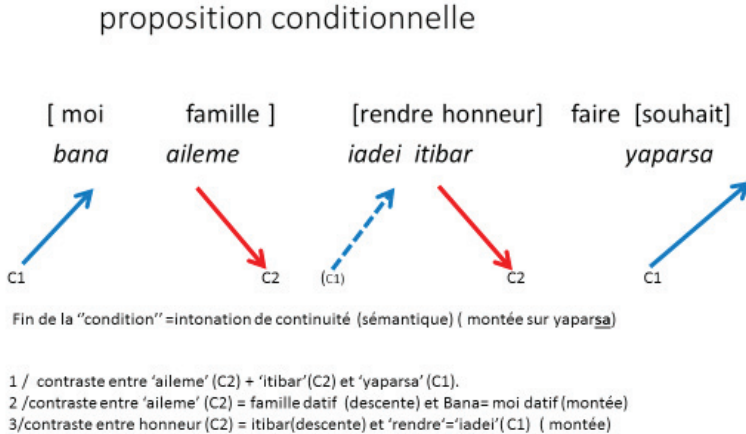 proposition conditionnelle
[ moi famille ] [rendre honneur] faire [souhait]
bana aileme iadei itibar yaparsa
C1 C2 (C1) C2 C1
Fin de la ‘‘condition’’ =intonation de continuité (sémantique) ( montée sur yaparsa)
1 / contraste entre ‘aileme’ (C2) + ‘itibar’(C2) et ‘yaparsa’ (C1).
2 /contraste entre ‘aileme’ (C2) = famille datif (descente) et Bana= moi datif (montée)
3/contraste entre honneur (C2) = itibar(descente) et ‘rendre‘=‘iadei’( C1) ( montée)